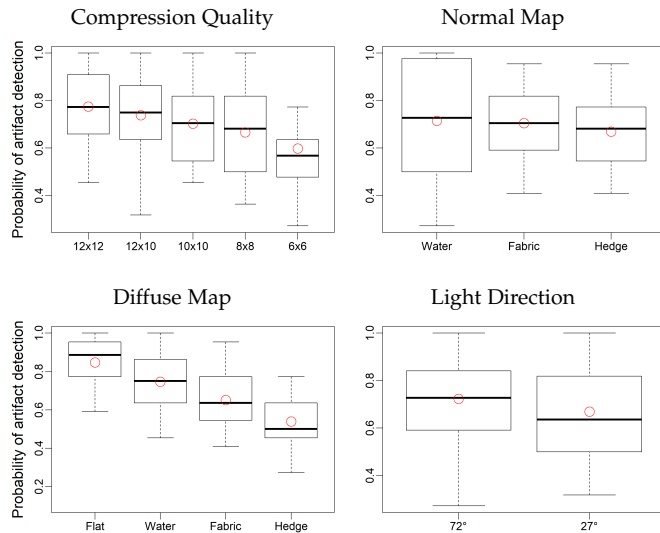 Compression Quality
Normal Map
Probability of artifact detection
1.0
0.8
0.6
0.4
12x12 12x10 10x10 8x8 6x6
1.0
0.8
0.6
0.4
Water Fabric Hedge
Diffuse Map
Light Direction
Probability of artifact detection
1.0
0.8
0.6
0.4
0.2
Flat Water Fabric Hedge
1.0
0.8
0.6
0.4
72° 27°